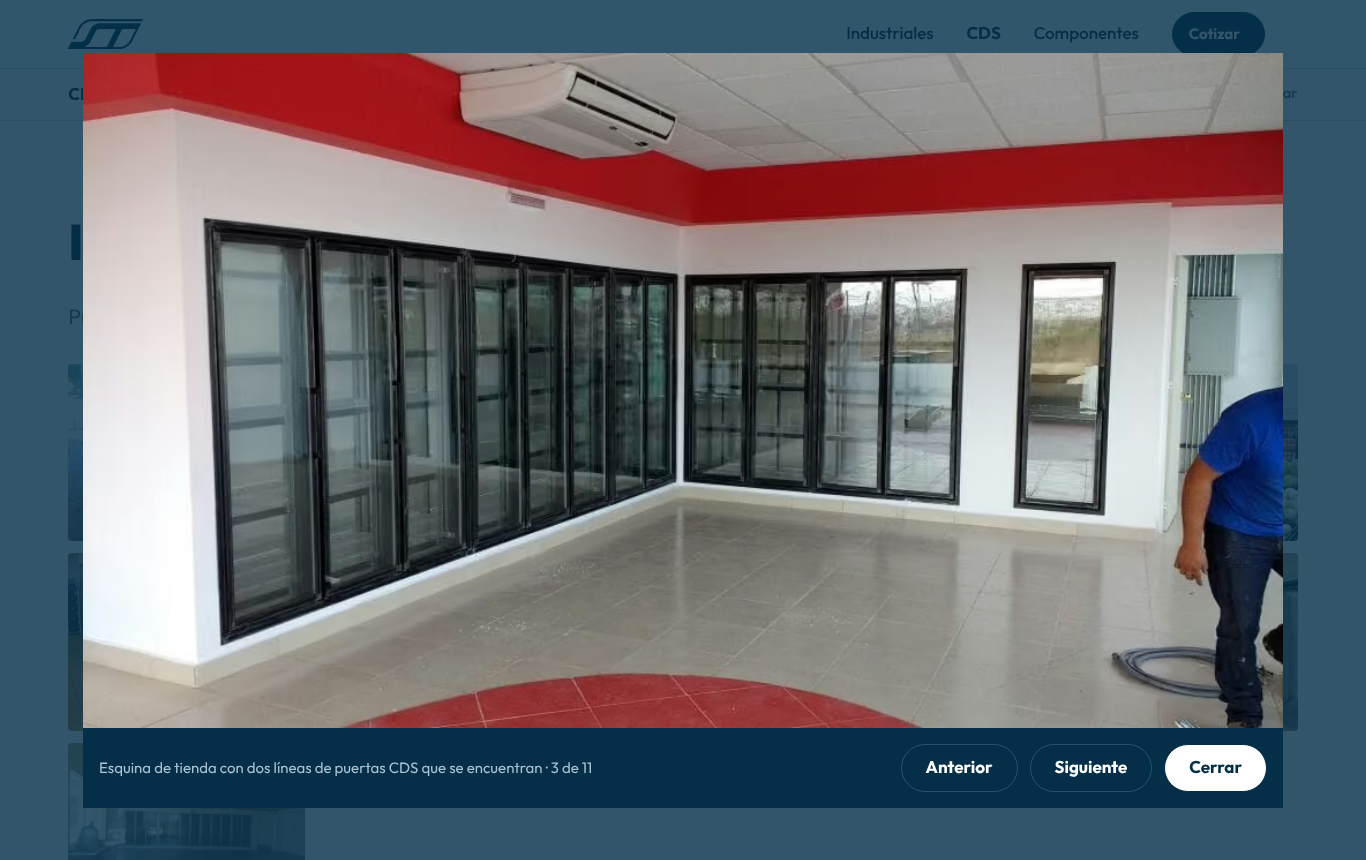 Industriales
CDS
Componentes
Cotizar
Esquina de tienda con dos líneas de puertas CDS que se encuentran · 3 de 11
Anterior
Siguiente
Cerrar